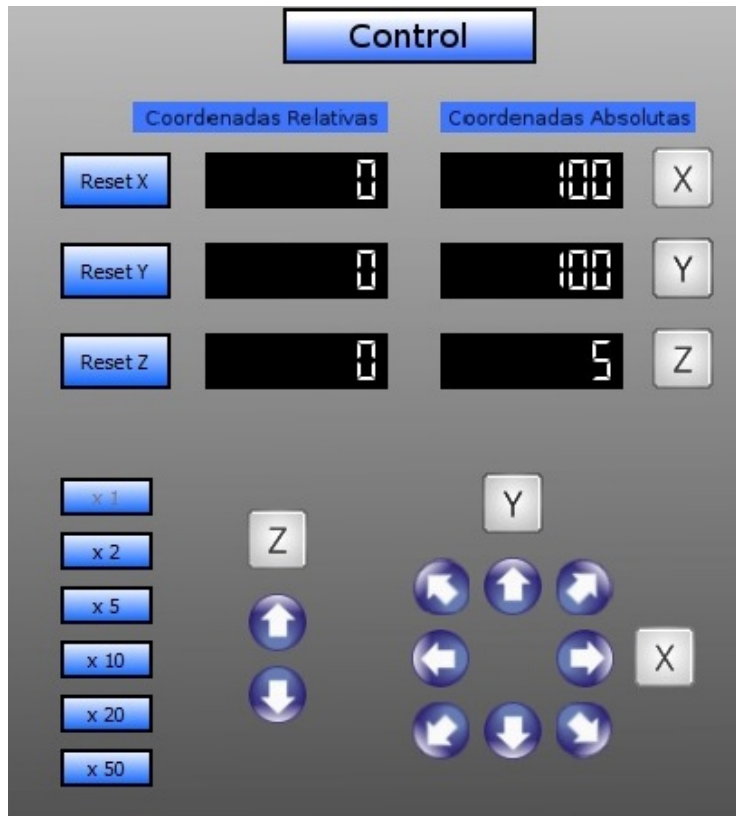 Control
Coordenadas Relativas Coordenadas Absolutas
Reset X 0 100 X
Reset Y 0 100 Y
Reset Z 0 5 Z
x 1
x 2
x 5
x 10
x 20
x 50
Z
Y
X